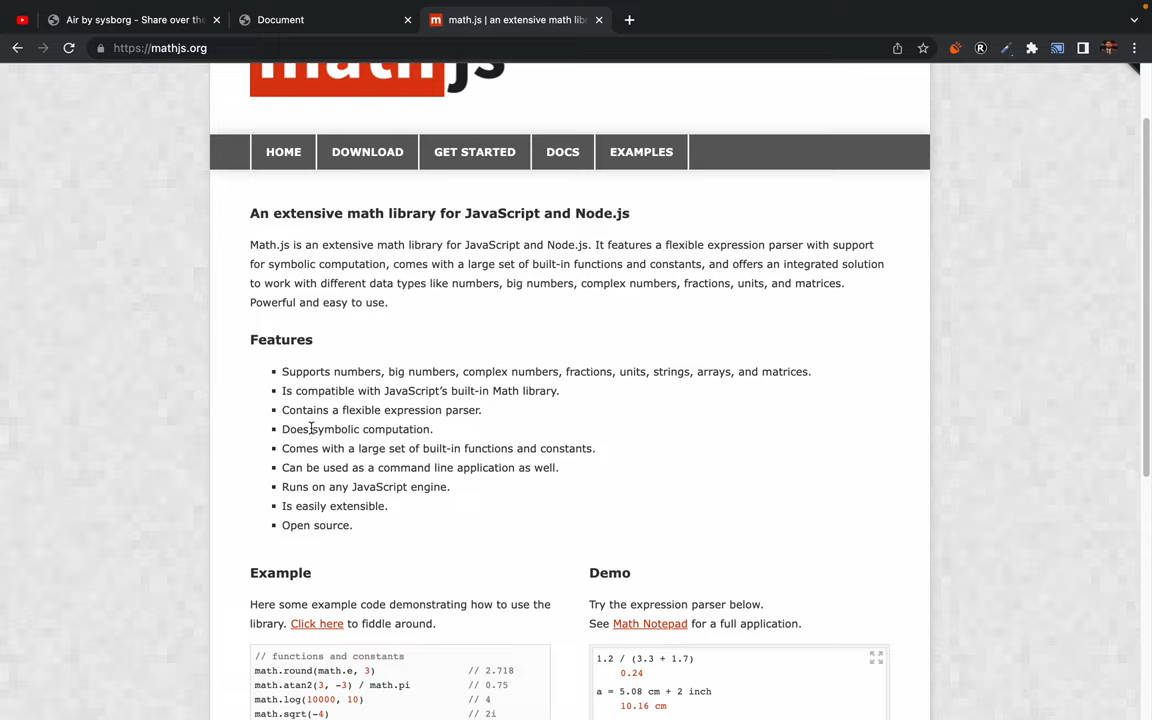 Air by sysborg - Share over the
Document
math.js | an extensive math lib
https://mathjs.org
math.js
HOME
DOWNLOAD
GET STARTED
DOCS
EXAMPLES
An extensive math library for JavaScript and Node.js
Math.js is an extensive math library for JavaScript and Node.js. It features a flexible expression parser with support
for symbolic computation, comes with a large set of built-in functions and constants, and offers an integrated solution
to work with different data types like numbers, big numbers, complex numbers, fractions, units, and matrices.
Powerful and easy to use.
Features
▪ Supports numbers, big numbers, complex numbers, fractions, units, strings, arrays, and matrices.
▪ Is compatible with JavaScript’s built-in Math library.
▪ Contains a flexible expression parser.
▪ Does symbolic computation.
▪ Comes with a large set of built-in functions and constants.
▪ Can be used as a command line application as well.
▪ Runs on any JavaScript engine.
▪ Is easily extensible.
▪ Open source.
Example
Here some example code demonstrating how to use the
library. Click here to fiddle around.
// functions and constants
math.round(math.e, 3) // 2.718
math.atan2(3, -3) / math.pi // 0.75
math.log(10000, 10) // 4
math.sqrt(-4) // 2i
Demo
Try the expression parser below.
See Math Notepad for a full application.
1.2 / (3.3 + 1.7)
0.24
a = 5.08 cm + 2 inch
10.16 cm